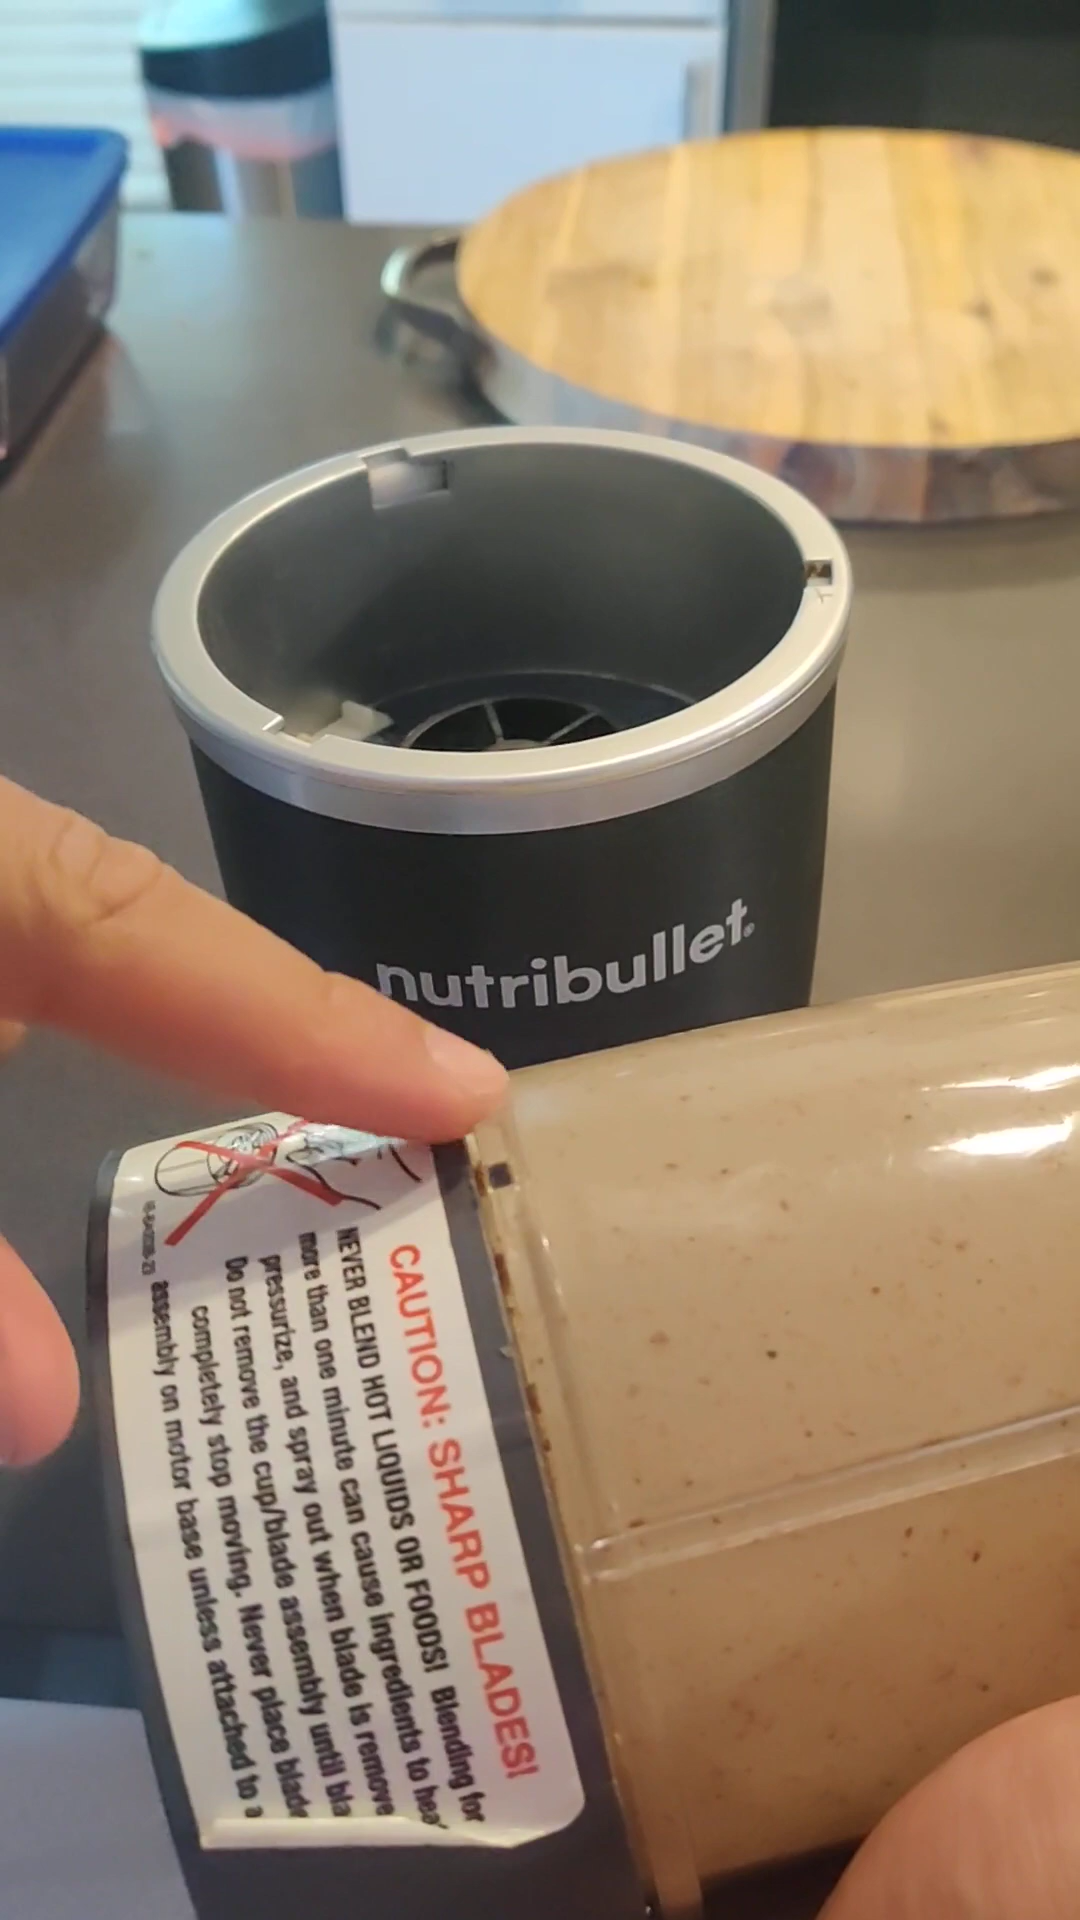 nutribullet®
CAUTION: SHARP BLADES!
NEVER BLEND HOT LIQUIDS OR FOODS! Blending for
more than one minute can cause ingredients to hea
pressurize, and spray out when blade is remove
Do not remove the cup/blade assembly until bla
completely stop moving. Never place blade
assembly on motor base unless attached to a